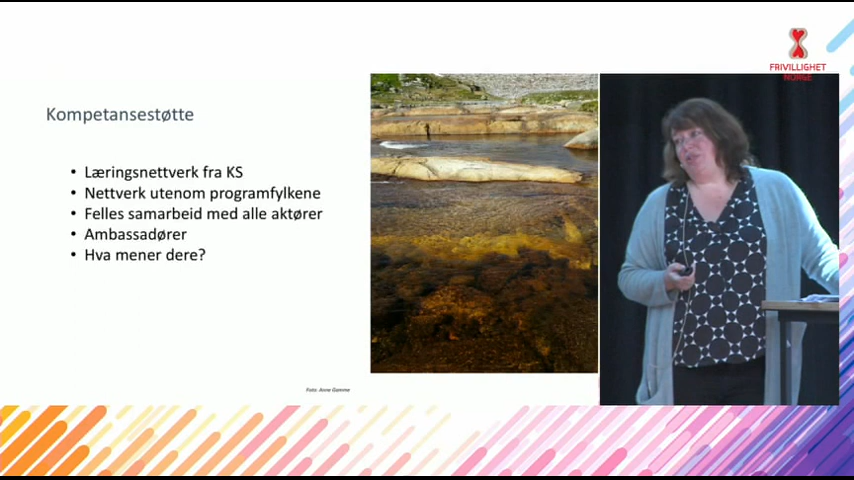 FRIVILLIGHET
NORGE
Kompetansestøtte
• Læringsnettverk fra KS
• Nettverk utenom programfylkene
• Felles samarbeid med alle aktører
• Ambassadører
• Hva mener dere?
Foto: Anne Gamme